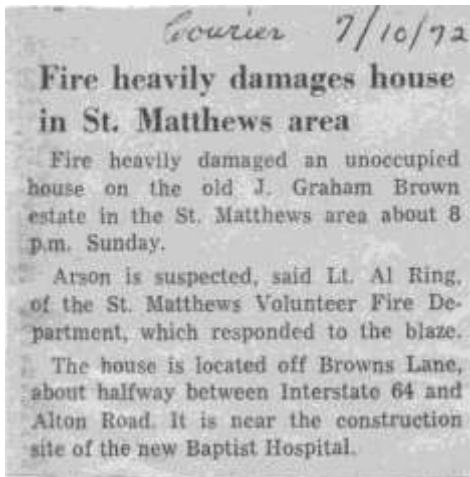 Courier 7/10/72
Fire heavily damages house
in St. Matthews area
Fire heavily damaged an unoccupied
house on the old J. Graham Brown
estate in the St. Matthews area about 8
p.m. Sunday.
Arson is suspected, said Lt. Al Ring,
of the St. Matthews Volunteer Fire De-
partment, which responded to the blaze.
The house is located off Browns Lane,
about halfway between Interstate 64 and
Alton Road. It is near the construction
site of the new Baptist Hospital.